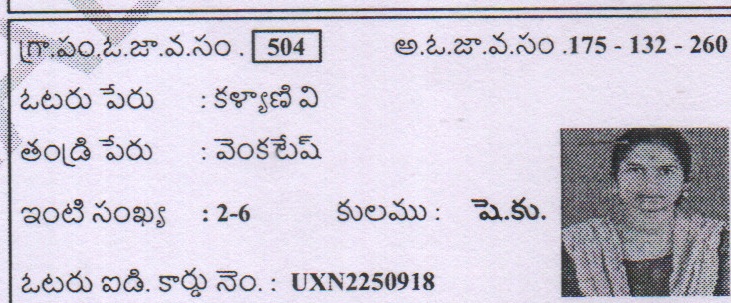 గ్రా.పం.ఓ.జా.వ.సం . 504 అ.ఓ.జా.వ.సం .175 - 132 - 260
ఓటరు పేరు : కళ్యాణి వి
తండ్రి పేరు : వెంకటేష్
ఇంటి సంఖ్య : 2-6 కులము : షె.కు.
ఓటరు ఐడి. కార్డు నెం. : UXN2250918